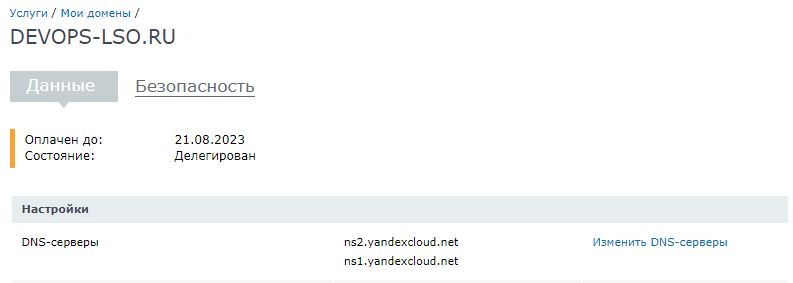 Услуги / Мои домены /
DEVOPS-LSO.RU
Данные Безопасность
Оплачен до: 21.08.2023
Состояние: Делегирован
Настройки
DNS-серверы ns2.yandexcloud.net Изменить DNS-серверы
ns1.yandexcloud.net